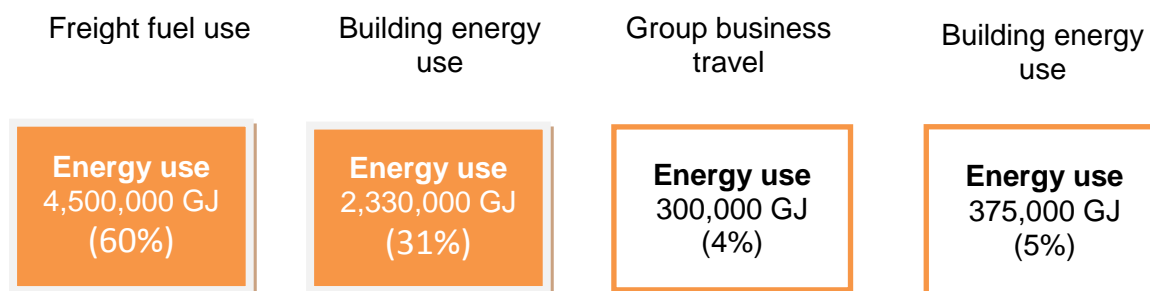 Freight fuel use
Building energy
use
Group business
travel
Building energy
use
Energy use
4,500,000 GJ
(60%)
Energy use
2,330,000 GJ
(31%)
Energy use
300,000 GJ
(4%)
Energy use
375,000 GJ
(5%)